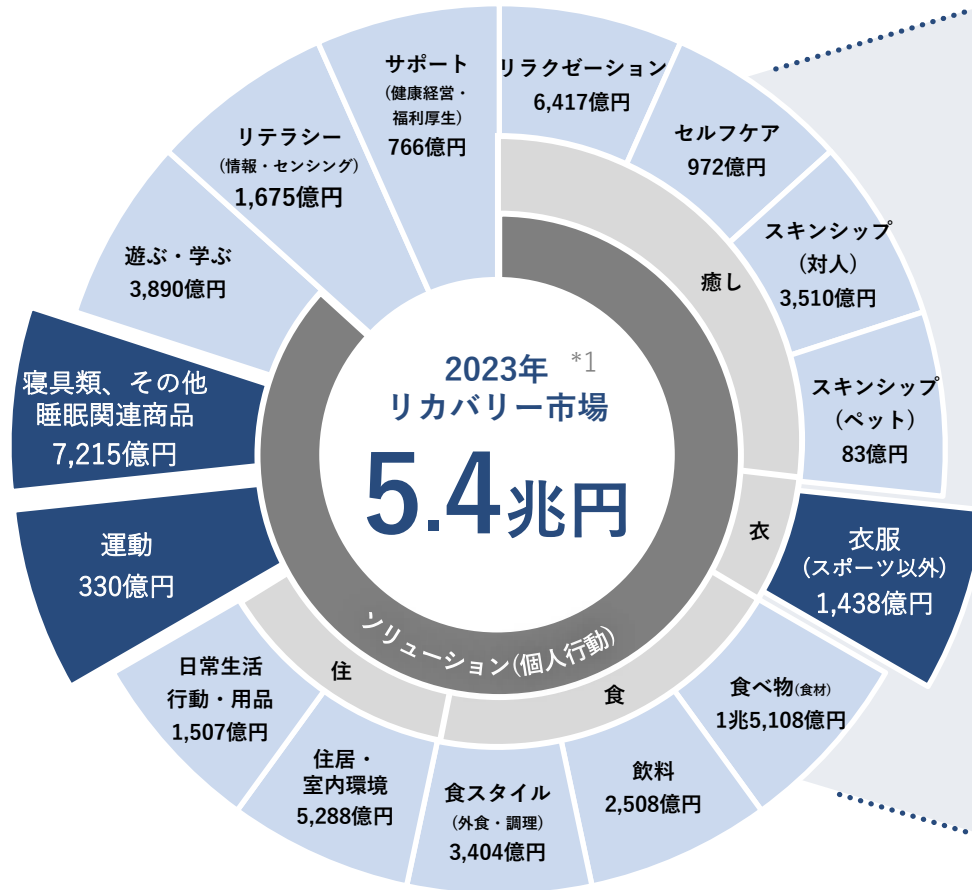 2023年 *1
リカバリー市場
5.4兆円
リラクゼーション
6,417億円
セルフケア
972億円
スキンシップ
(対人)
3,510億円
スキンシップ
(ペット)
83億円
衣服
(スポーツ以外)
1,438億円
食べ物(食材)
1兆5,108億円
飲料
2,508億円
食スタイル
(外食・調理)
3,404億円
住居・
室内環境
5,288億円
日常生活
行動・用品
1,507億円
運動
330億円
寝具類、その他
睡眠関連商品
7,215億円
遊ぶ・学ぶ
3,890億円
リテラシー
(情報・センシング)
1,675億円
サポート
(健康経営・
福利厚生)
766億円
癒し
衣
食
住
ソリューション(個人行動)